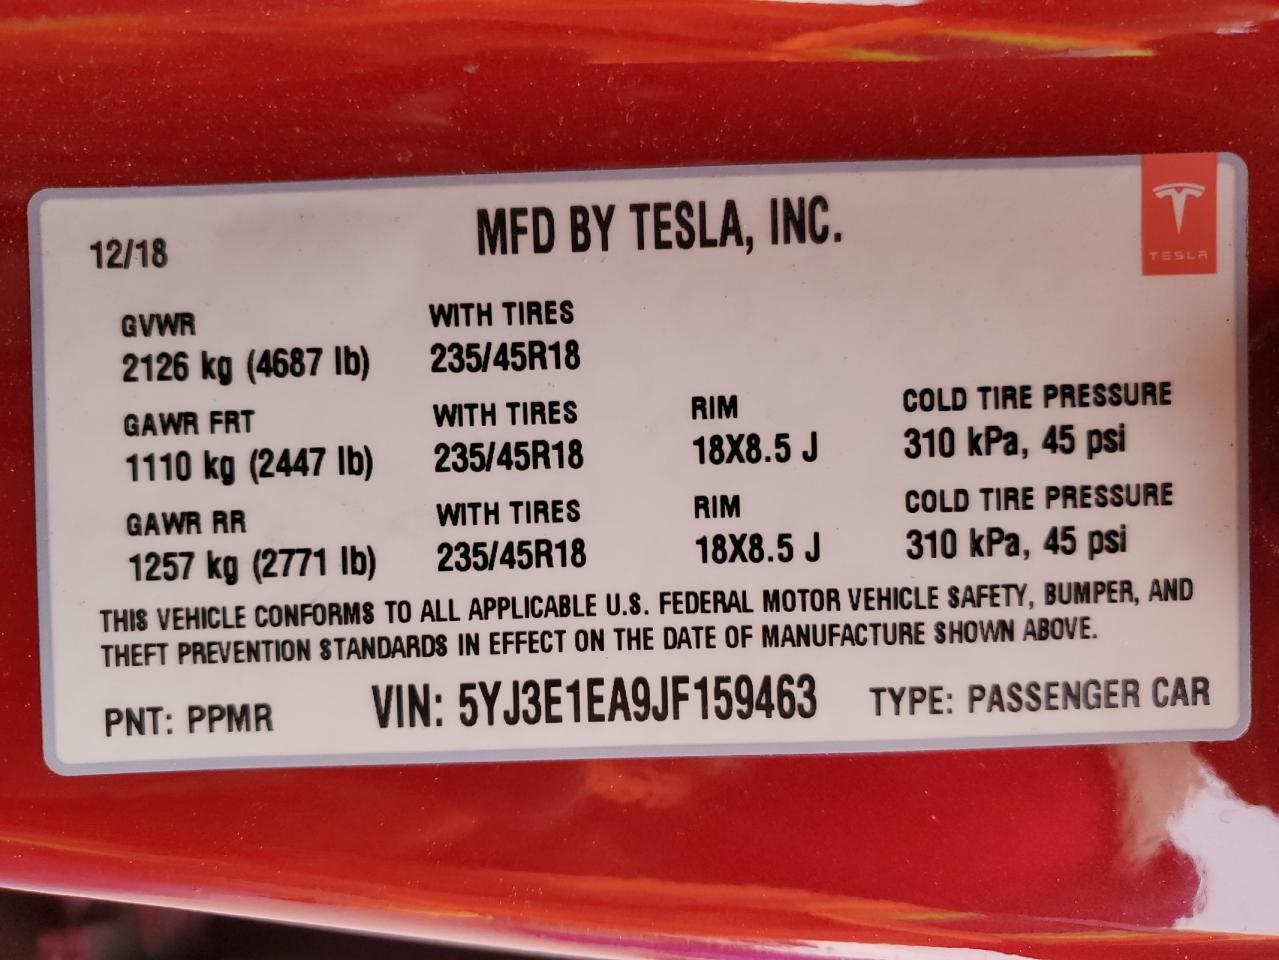 12/18
MFD BY TESLA, INC.
TESLA
GVWR
WITH TIRES
2126 kg (4687 lb)
235/45R18
GAWR FRT
WITH TIRES
RIM
COLD TIRE PRESSURE
1110 kg (2447 lb)
235/45R18
18X8.5 J
310 kPa, 45 psi
GAWR RR
WITH TIRES
RIM
COLD TIRE PRESSURE
1257 kg (2771 lb)
235/45R18
18X8.5 J
310 kPa, 45 psi
THIS VEHICLE CONFORMS TO ALL APPLICABLE U.S. FEDERAL MOTOR VEHICLE SAFETY, BUMPER, AND
THEFT PREVENTION STANDARDS IN EFFECT ON THE DATE OF MANUFACTURE SHOWN ABOVE.
PNT: PPMR
VIN: 5YJ3E1EA9JF159463
TYPE: PASSENGER CAR